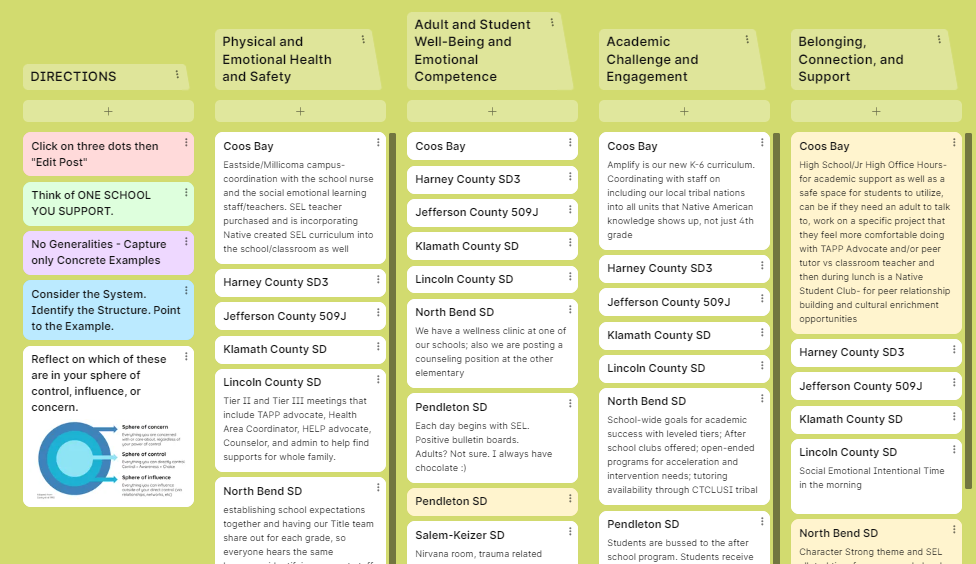 DIRECTIONS
Click on three dots then
"Edit Post"
Think of ONE SCHOOL
YOU SUPPORT.
No Generalities - Capture
only Concrete Examples
Consider the System.
Identify the Structure. Point
to the Example.
Reflect on which of these
are in your sphere of
control, influence, or
concern.
Sphere of concern
Sphere of control
Sphere of influence
Physical and
Emotional Health
and Safety
Coos Bay
Eastside/Millicoma campus-
coordination with the school nurse
and the social emotional learning
staff/teachers. SEL teacher
purchased and is incorporating
Native created SEL curriculum into
the school/classroom as well
Harney County SD3
Jefferson County 509J
Klamath County SD
Lincoln County SD
Tier II and Tier III meetings that
include TAPP advocate, Health
Area Coordinator, HELP advocate,
Counselor, and admin to help find
supports for whole family.
North Bend SD
establishing school expectations
together and having our Title team
share out for each grade, so
everyone hears the same
Adult and Student
Well-Being and
Emotional
Competence
Coos Bay
Harney County SD3
Jefferson County 509J
Klamath County SD
Lincoln County SD
North Bend SD
We have a wellness clinic at one of
our schools; also we are posting a
counseling position at the other
elementary
Pendleton SD
Each day begins with SEL.
Positive bulletin boards.
Adults? Not sure. I always have
chocolate :)
Pendleton SD
Salem-Keizer SD
Nirvana room, trauma related
Academic
Challenge and
Engagement
Coos Bay
Amplify is our new K-6 curriculum.
Coordinating with staff on
including our local tribal nations
into all units that Native American
knowledge shows up, not just 4th
grade
Harney County SD3
Jefferson County 509J
Klamath County SD
Lincoln County SD
North Bend SD
School-wide goals for academic
success with leveled tiers; After
school clubs offered; open-ended
programs for acceleration and
intervention needs; tutoring
availability through CTCLUSI tribal
Pendleton SD
Students are bussed to the after
school program. Students receive
Belonging,
Connection, and
Support
Coos Bay
High School/Jr High Office Hours-
for academic support as well as a
safe space for students to utilize,
can be if they need an adult to talk
to, work on a specific project that
they feel more comfortable doing
with TAPP Advocate and/or peer
tutor vs classroom teacher and
then during lunch is a Native
Student Club- for peer relationship
building and cultural enrichment
opportunities
Harney County SD3
Jefferson County 509J
Klamath County SD
Lincoln County SD
Social Emotional Intentional Time
in the morning
North Bend SD
Character Strong theme and SEL